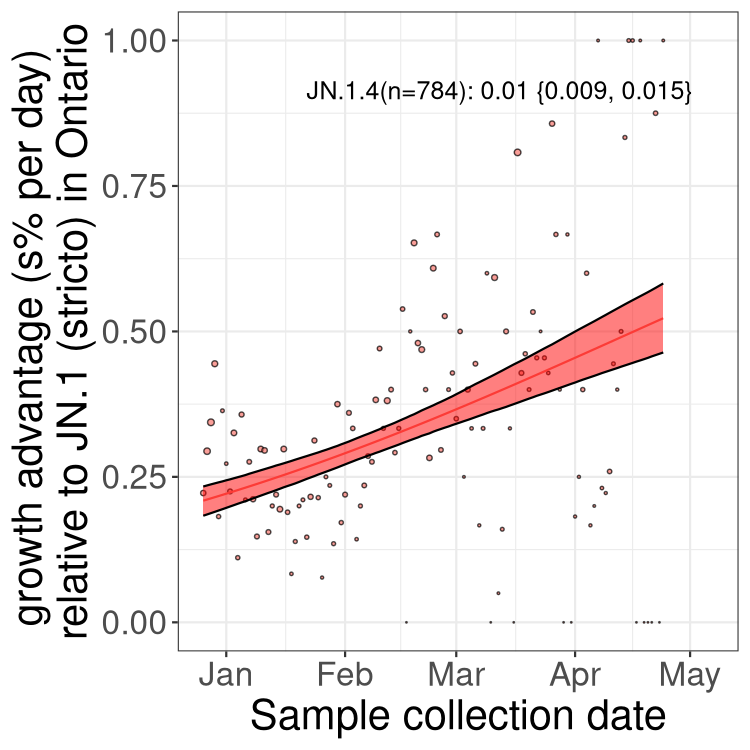 growth advantage (s% per day)
relative to JN.1 (stricto) in Ontario
1.00
0.75
0.50
0.25
0.00
JN.1.4(n=784): 0.01 {0.009, 0.015}
Jan Feb Mar Apr May
Sample collection date